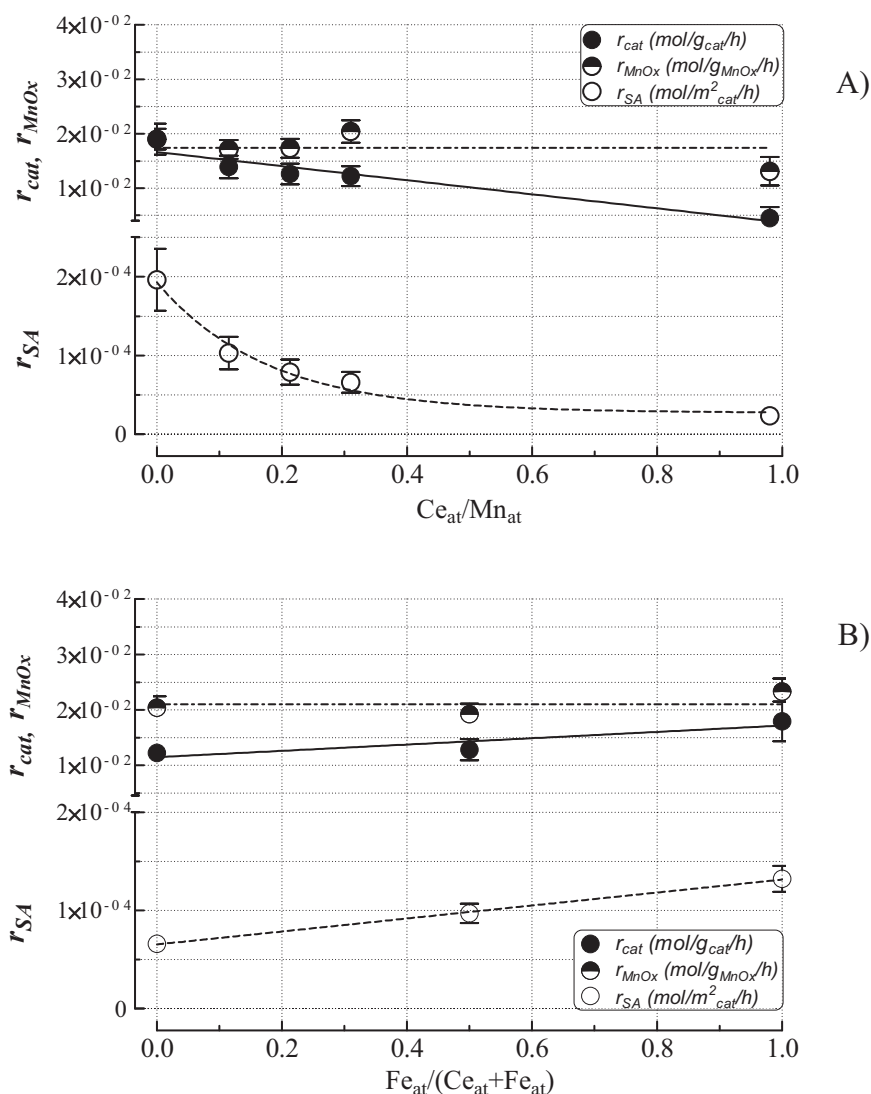 4×10⁻⁰²
3×10⁻⁰²
2×10⁻⁰²
1×10⁻⁰²
r_cat, r_MnOx
r_cat (mol/g_cat/h)
r_MnOx (mol/g_MnOx/h)
r_SA (mol/m²_cat/h)
A)
2×10⁻⁰⁴
1×10⁻⁰⁴
0
r_SA
0.0 0.2 0.4 0.6 0.8 1.0
Ce_at/Mn_at
4×10⁻⁰²
3×10⁻⁰²
2×10⁻⁰²
1×10⁻⁰²
r_cat, r_MnOx
B)
2×10⁻⁰⁴
1×10⁻⁰⁴
0
r_SA
r_cat (mol/g_cat/h)
r_MnOx (mol/g_MnOx/h)
r_SA (mol/m²_cat/h)
0.0 0.2 0.4 0.6 0.8 1.0
Fe_at/(Ce_at+Fe_at)